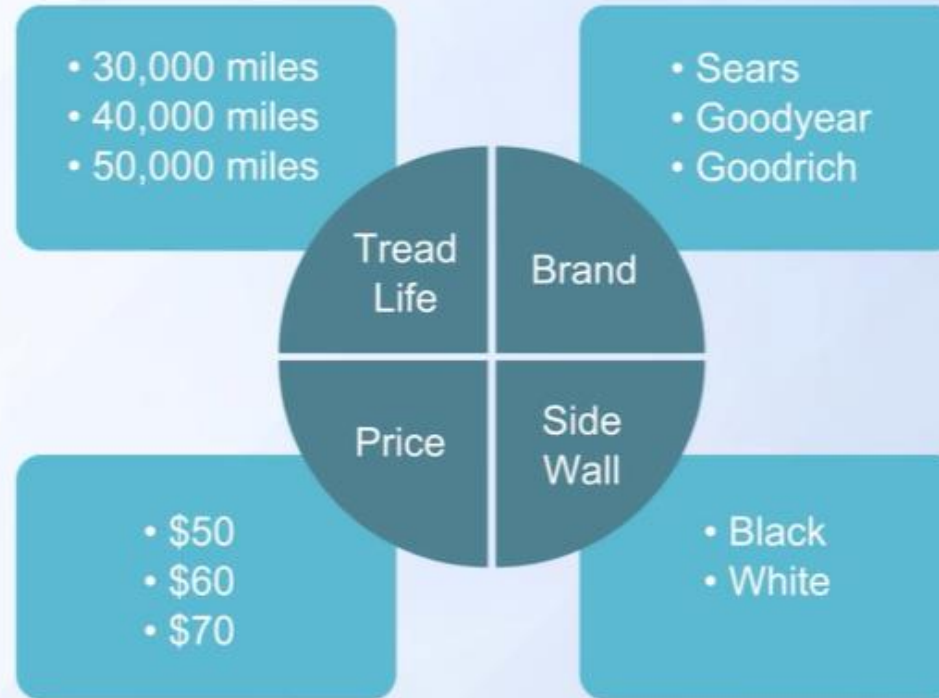 • 30,000 miles
• 40,000 miles
• 50,000 miles
• Sears
• Goodyear
• Goodrich
Tread
Life
Brand
Price
Side
Wall
• $50
• $60
• $70
• Black
• White